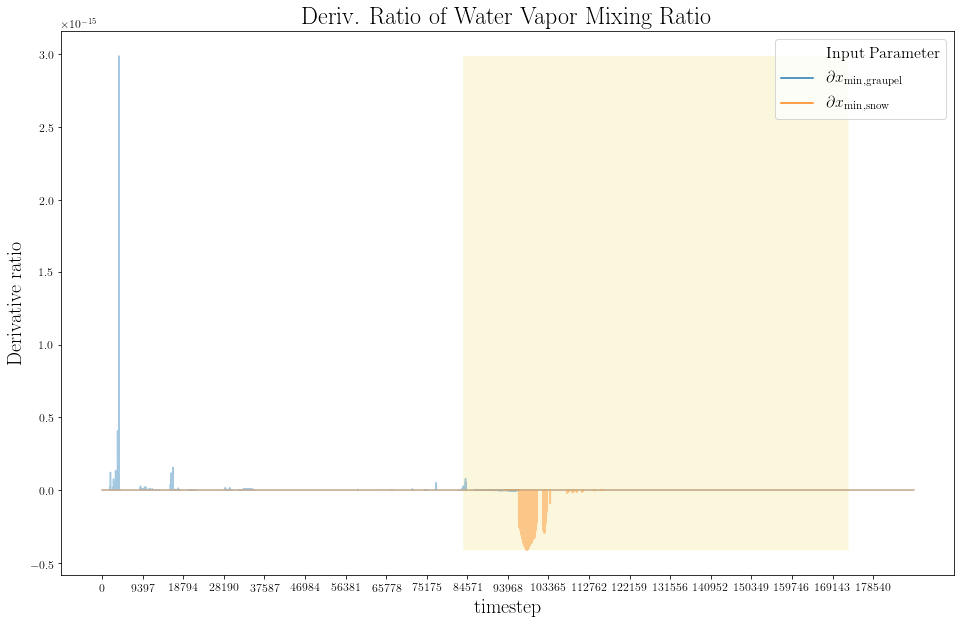 Deriv. Ratio of Water Vapor Mixing Ratio
×10⁻¹⁵
Input Parameter
∂x_min,graupel
∂x_min,snow
3.0
2.5
2.0
1.5
1.0
0.5
0.0
−0.5
Derivative ratio
0 9397 18794 28190 37587 46984 56381 65778 75175 84571 93968 103365 112762 122159 131556 140952 150349 159746 169143 178540
timestep